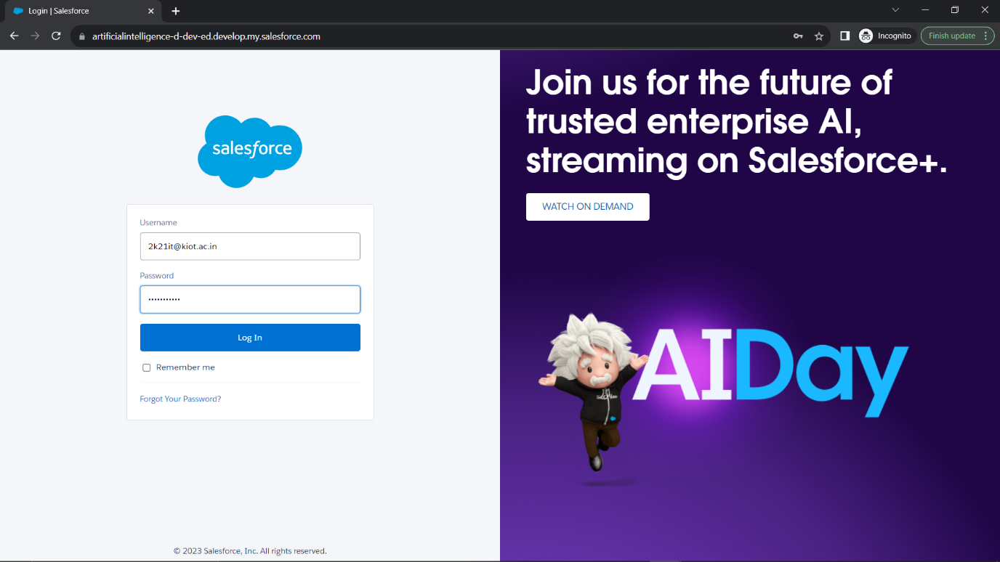 Login | Salesforce
artificialintelligence-d-dev-ed.develop.my.salesforce.com
Incognito
Finish update
salesforce
Username
2k21it@kiot.ac.in
Password
•••••••••••
Log In
Remember me
Forgot Your Password?
© 2023 Salesforce, Inc. All rights reserved.
Join us for the future of
trusted enterprise AI,
streaming on Salesforce+.
WATCH ON DEMAND
AIDay